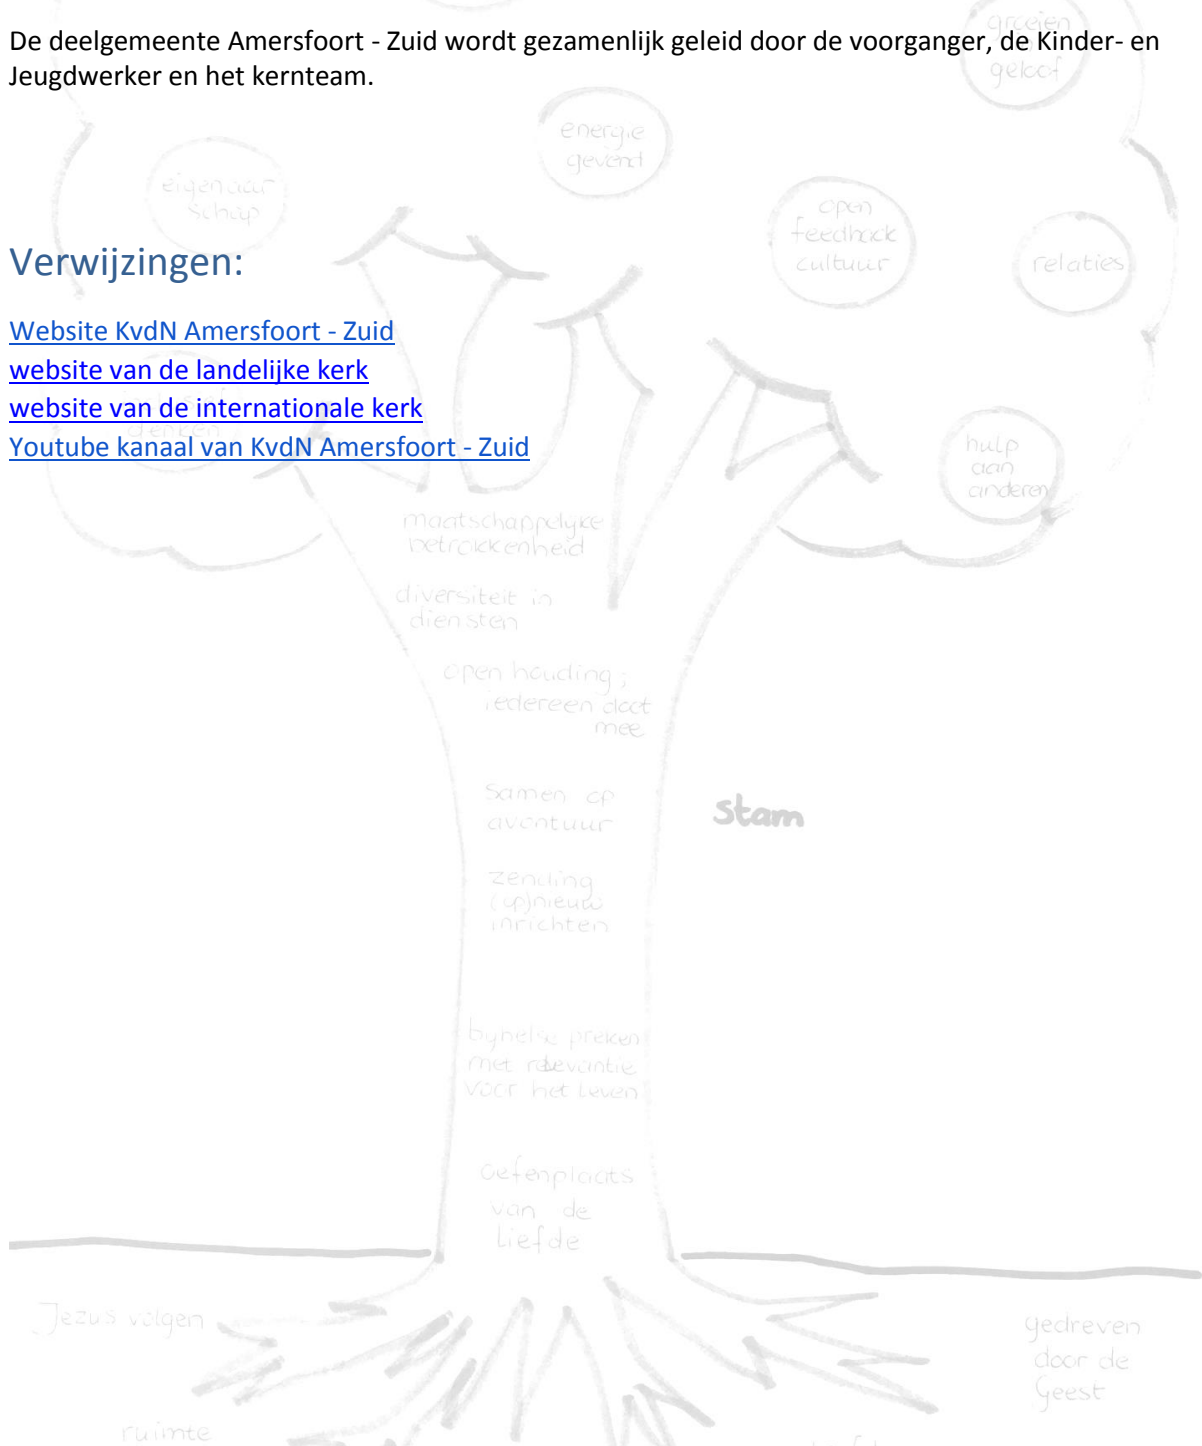 De deelgemeente Amersfoort - Zuid wordt gezamenlijk geleid door de voorganger, de Kinder- en
Jeugdwerker en het kernteam.
groeien
geloof
energie
gevend
eigenaar
schap
open
feedback
cultuur
relaties
Verwijzingen:
Website KvdN Amersfoort - Zuid
website van de landelijke kerk
website van de internationale kerk
denken
Youtube kanaal van KvdN Amersfoort - Zuid
hulp
aan
anderen
maatschappelijke
betrokkenheid
diversiteit in
diensten
open houding;
iedereen doet
mee
Samen op
avontuur
stam
zending
(op)nieuw
inrichten
bijbelse preken
met relevantie
voor het leven
oefenplaats
van de
liefde
Jezus volgen
gedreven
door de
Geest
ruimte